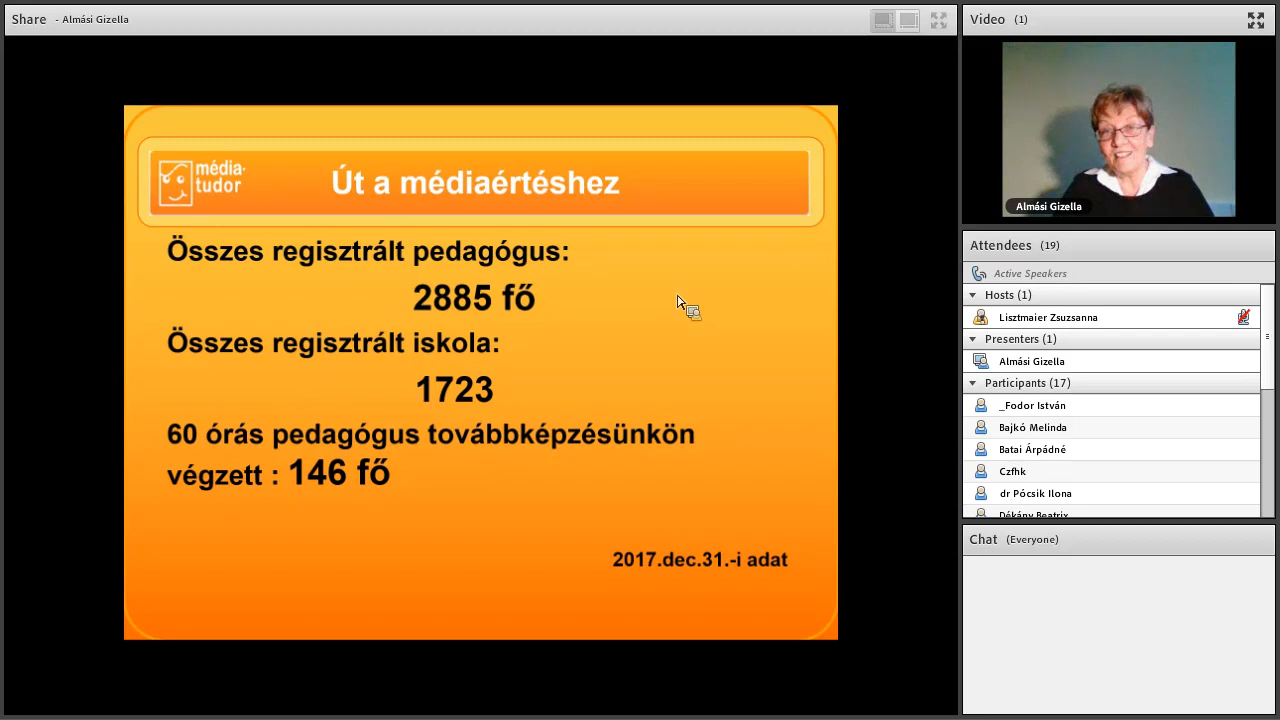 Share - Almási Gizella
média-
tudor
Út a médiaértéshez
Összes regisztrált pedagógus:
2885 fő
Összes regisztrált iskola:
1723
60 órás pedagógus továbbképzésünkön
végzett : 146 fő
2017.dec.31.-i adat
Video (1)
Almási Gizella
Attendees (19)
Active Speakers
Hosts (1)
Lisztmaier Zsuzsanna
Presenters (1)
Almási Gizella
Participants (17)
_Fodor István
Bajkó Melinda
Batai Árpádné
Czfhk
dr Pócsik Ilona
Dékány Beatrix
Chat (Everyone)